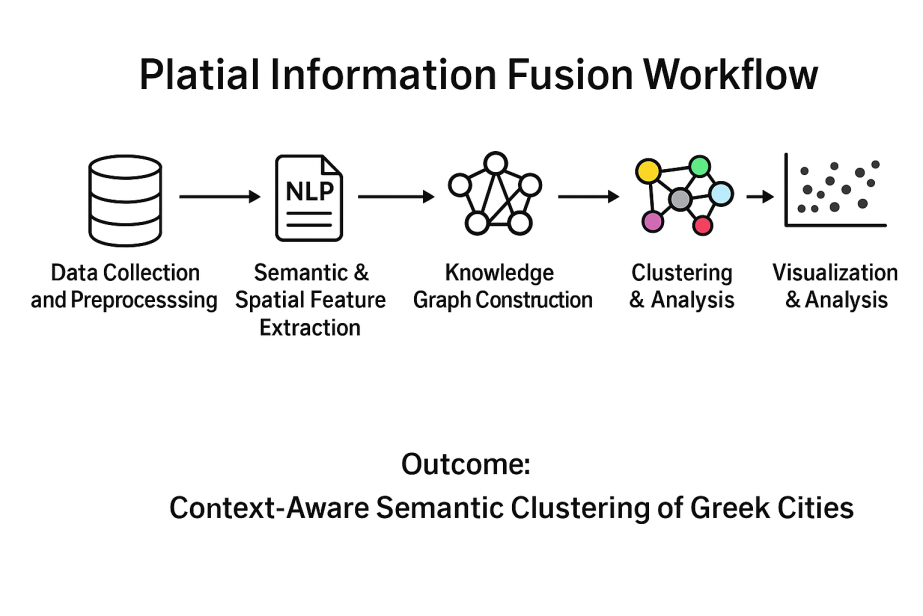 Platial Information Fusion Workflow
NLP
Data Collection
and Preprocesssing
Semantic &
Spatial Feature
Extraction
Knowledge
Graph Construction
Clustering
& Analysis
Visualization
& Analysis
Outcome:
Context-Aware Semantic Clustering of Greek Cities